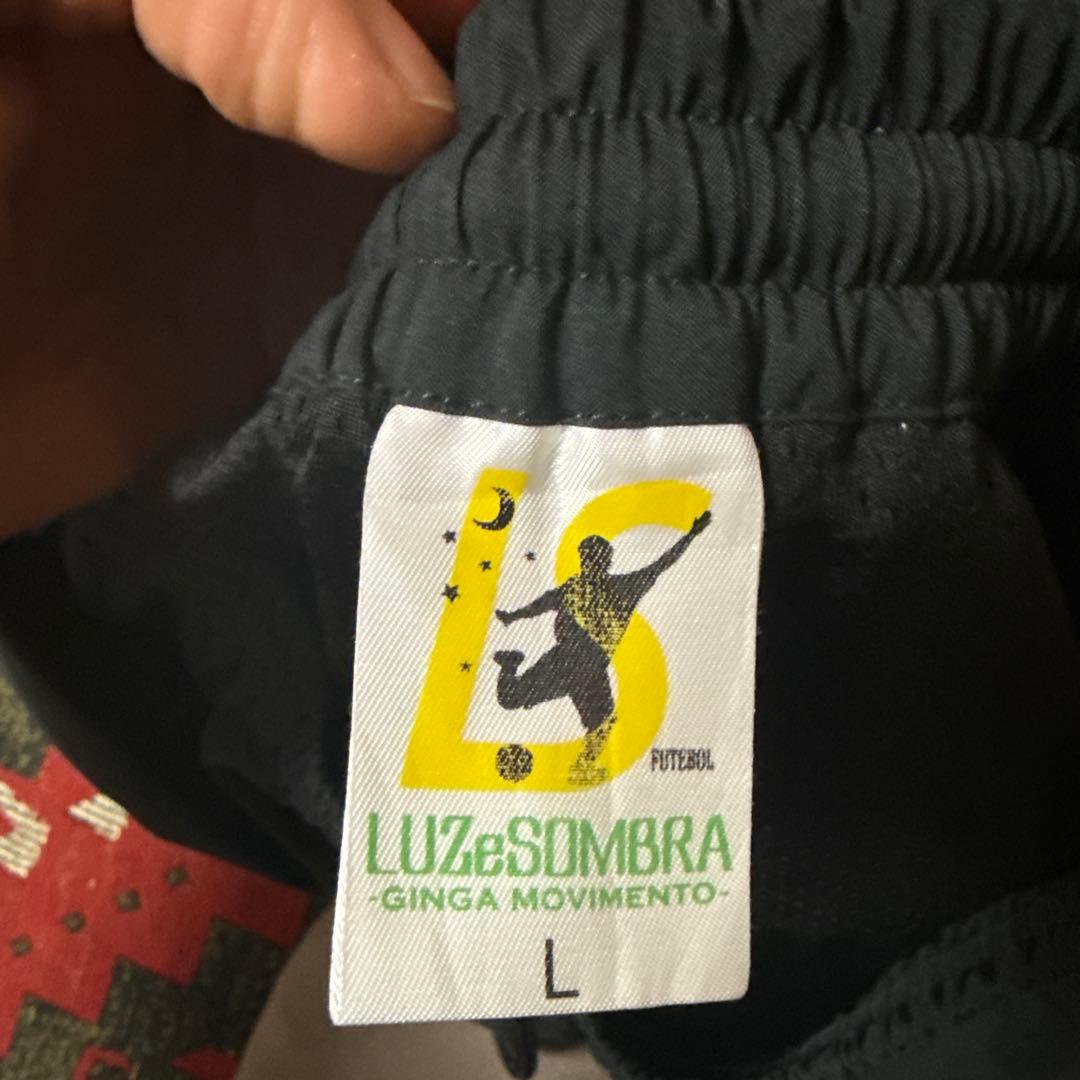 LS
FUTEBOL
LUZeSOMBRA
-GINGA MOVIMENTO-
L